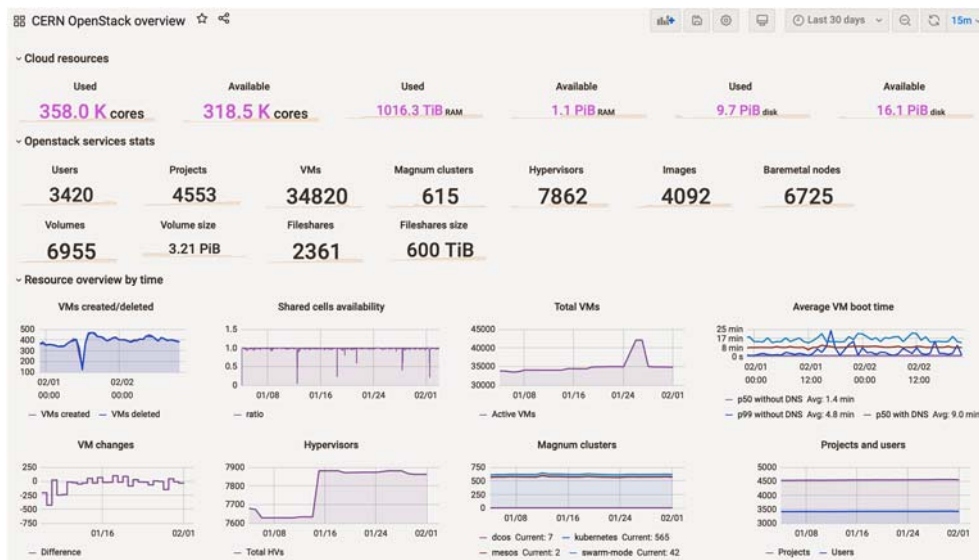 CERN OpenStack overview
Last 30 days
15m
Cloud resources
Used Available Used Available Used Available
358.0 K cores 318.5 K cores 1016.3 TiB RAM 1.1 PiB RAM 9.7 PiB disk 16.1 PiB disk
Openstack services stats
Users Projects VMs Magnum clusters Hypervisors Images Baremetal nodes
3420 4553 34820 615 7862 4092 6725
Volumes Volume size Fileshares Fileshares size
6955 3.21 PiB 2361 600 TiB
Resource overview by time
VMs created/deleted
500
400
300
200
100
02/01 02/02
00:00 00:00
VMs created VMs deleted
Shared cells availability
1.5
1.0
0.5
0
01/08 01/16 01/24 02/01
ratio
Total VMs
45000
40000
35000
30000
01/08 01/16 01/24 02/01
Active VMs
Average VM boot time
25 min
17 min
8 min
0 s
02/01 02/01 02/02 02/02
00:00 12:00 00:00 12:00
p50 without DNS Avg: 1.4 min
p99 without DNS Avg: 4.8 min p50 with DNS Avg: 9.0 min
VM changes
250
0
-250
-500
-750
01/16 02/01
Difference
Hypervisors
7900
7800
7700
7600
01/08 01/16 01/24 02/01
Total HVs
Magnum clusters
750
500
250
0
01/08 01/16 01/24 02/01
dcos Current: 7 kubernetes Current: 565
mesos Current: 2 swarm-mode Current: 42
Projects and users
5000
4500
4000
3500
3000
01/08 01/16 01/24 02/01
Projects Users